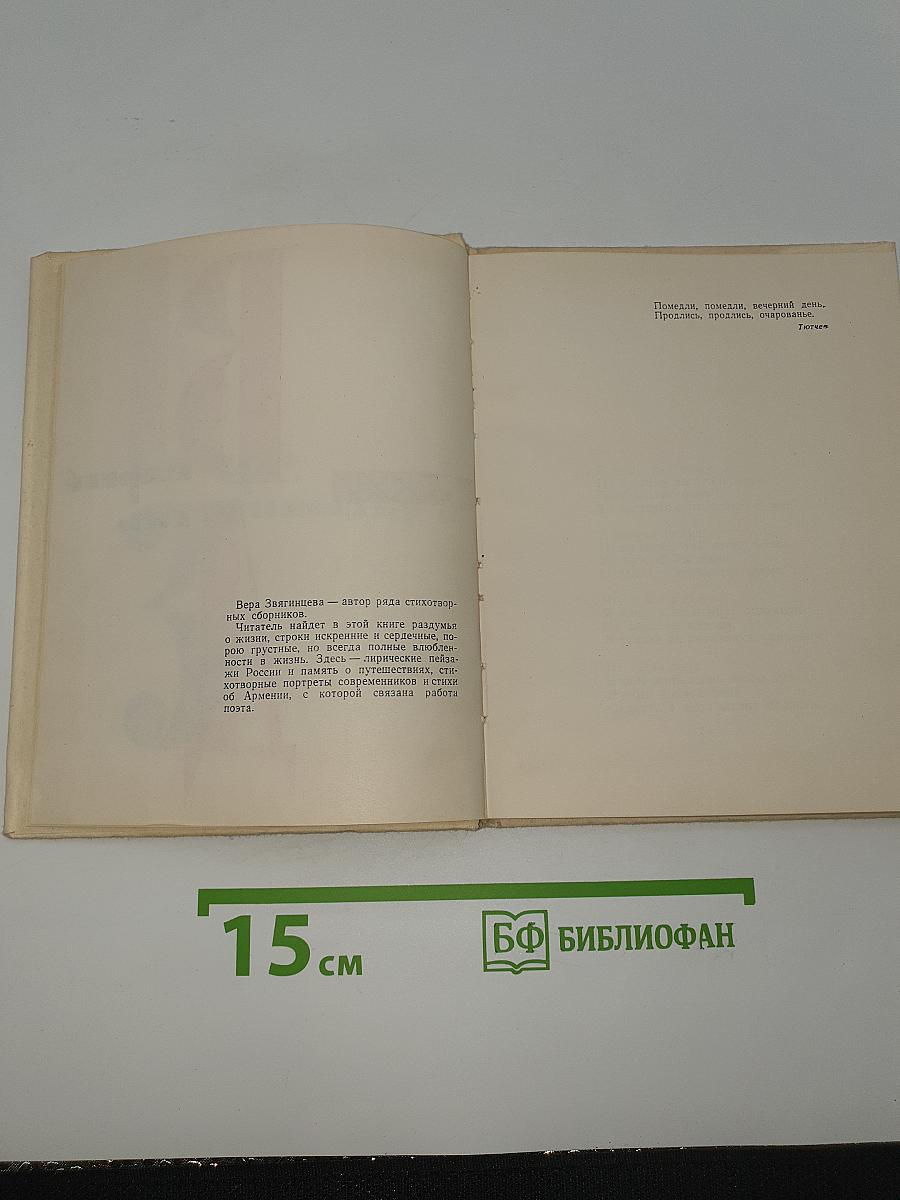 Вера Звягинцева — автор ряда стихотвор-
ных сборников.
Читатель найдет в этой книге раздумья
о жизни, строки искренние и сердечные, по-
рою грустные, но всегда полные влюблен-
ности в жизнь. Здесь — лирические пейза-
жи России и память о путешествиях, сти-
хотворные портреты современников и стихи
об Армении, с которой связана работа
поэта.
Помедли, помедли, вечерний день.
Продлись, продлись, очарованье.
Тютчев
15 см
БФ БИБЛИОФАН